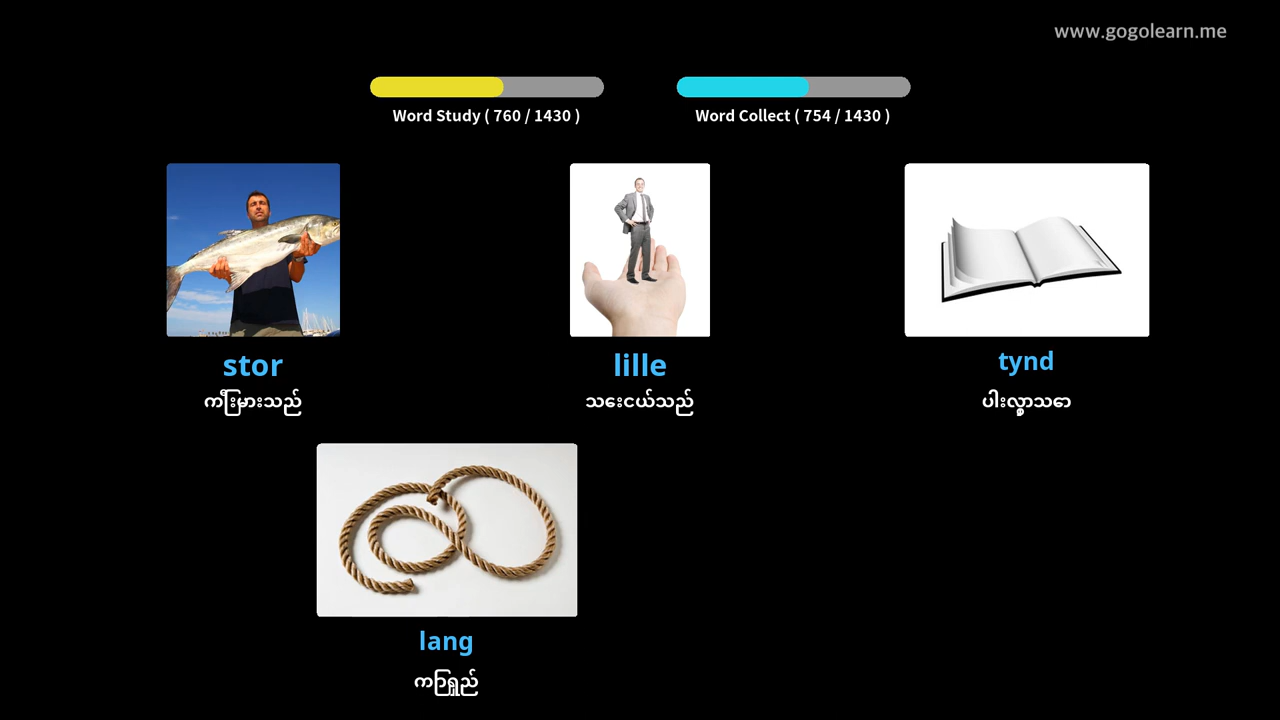 www.gogolearn.me
Word Study ( 760 / 1430 )
Word Collect ( 754 / 1430 )
stor
ကြီးမားသည်
lille
သေးငယ်သည်
tynd
ပါးလွှာသော
lang
ကြာရှည်